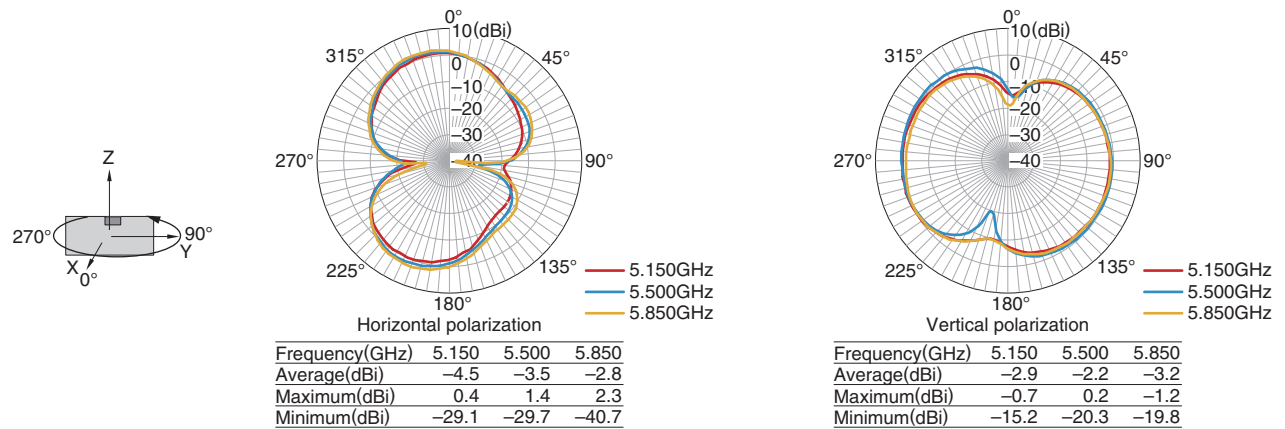 Z
270°
90°
Y
X
0°
0°
10(dBi)
315°
45°
0
−10
−20
−30
270°
−40
90°
225°
135°
180°
5.150GHz
5.500GHz
5.850GHz
Horizontal polarization
Frequency(GHz) 5.150 5.500 5.850
Average(dBi) −4.5 −3.5 −2.8
Maximum(dBi) 0.4 1.4 2.3
Minimum(dBi) −29.1 −29.7 −40.7
0°
10(dBi)
315°
45°
0
−10
−20
−30
270°
−40
90°
225°
135°
180°
5.150GHz
5.500GHz
5.850GHz
Vertical polarization
Frequency(GHz) 5.150 5.500 5.850
Average(dBi) −2.9 −2.2 −3.2
Maximum(dBi) −0.7 0.2 −1.2
Minimum(dBi) −15.2 −20.3 −19.8